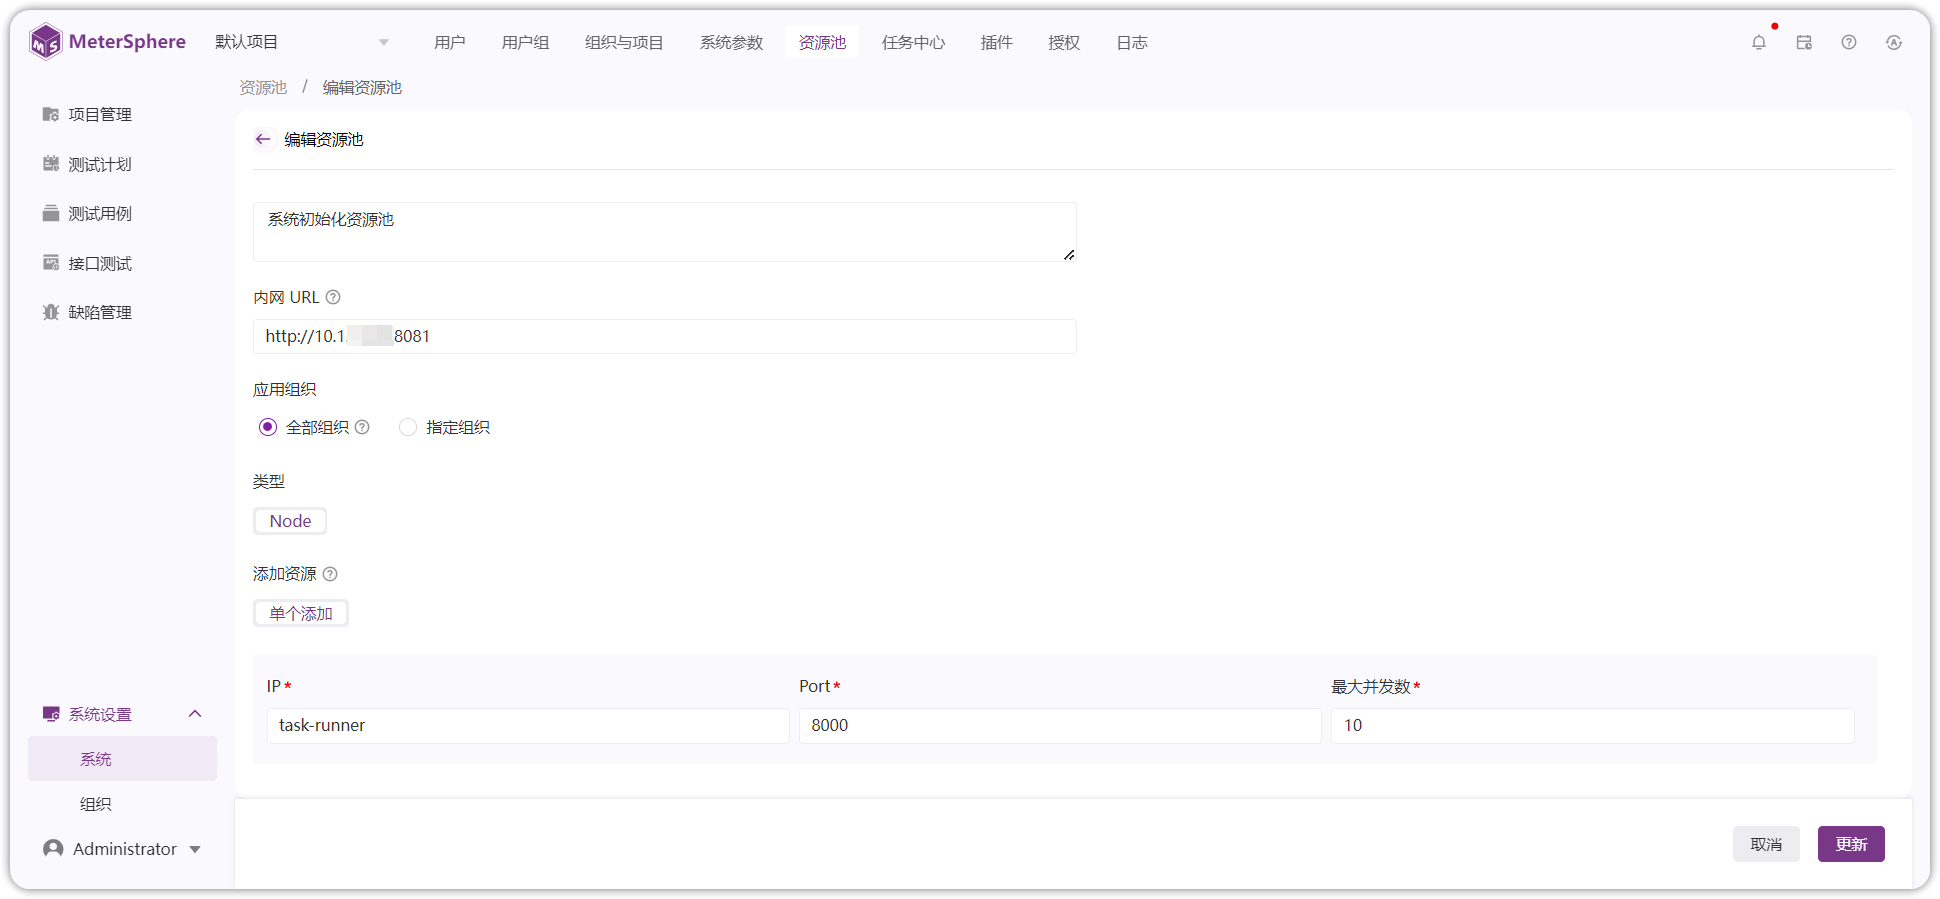 MeterSphere 默认项目 用户 用户组 组织与项目 系统参数 资源池 任务中心 插件 授权 日志
资源池 / 编辑资源池
项目管理
测试计划
测试用例
接口测试
缺陷管理
系统设置
系统
组织
Administrator
编辑资源池
系统初始化资源池
内网 URL
http://10.1. 8081
应用组织
全部组织 指定组织
类型
Node
添加资源
单个添加
IP* Port* 最大并发数*
task-runner 8000 10
取消 更新